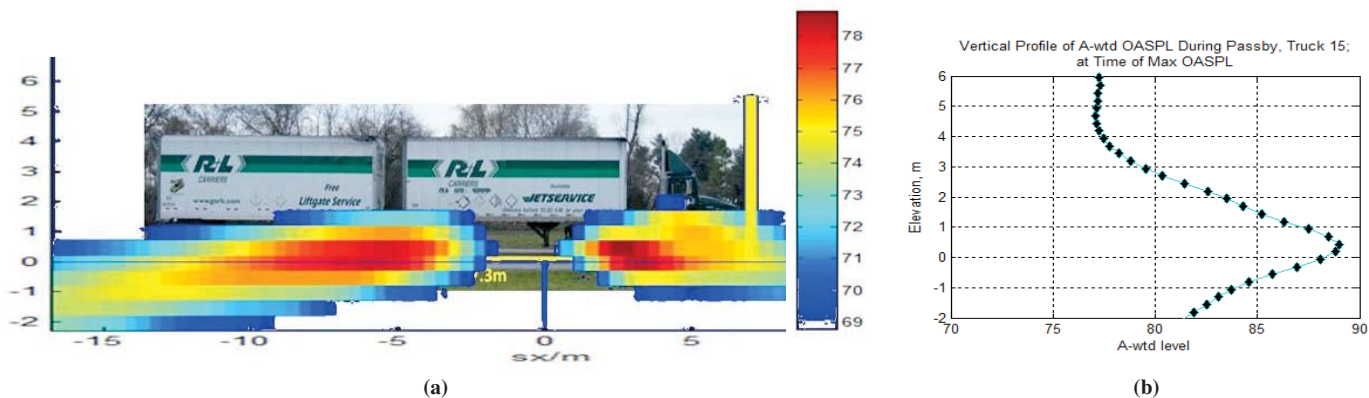 78
77
76
75
74
73
72
71
70
69
6
5
4
3
2
1
0
-1
-2
R+L
CARRIERS
Free
www.gorlc.com
Liftgate Service
R+L
CARRIERS
JETSERVICE
.3m
-15
-10
-5
0
5
sx/m
(a)
Vertical Profile of A-wtd OASPL During Passby, Truck 15;
at Time of Max OASPL
6
5
4
3
2
1
0
-1
-2
Elevation, m
70
75
80
85
90
A-wtd level
(b)